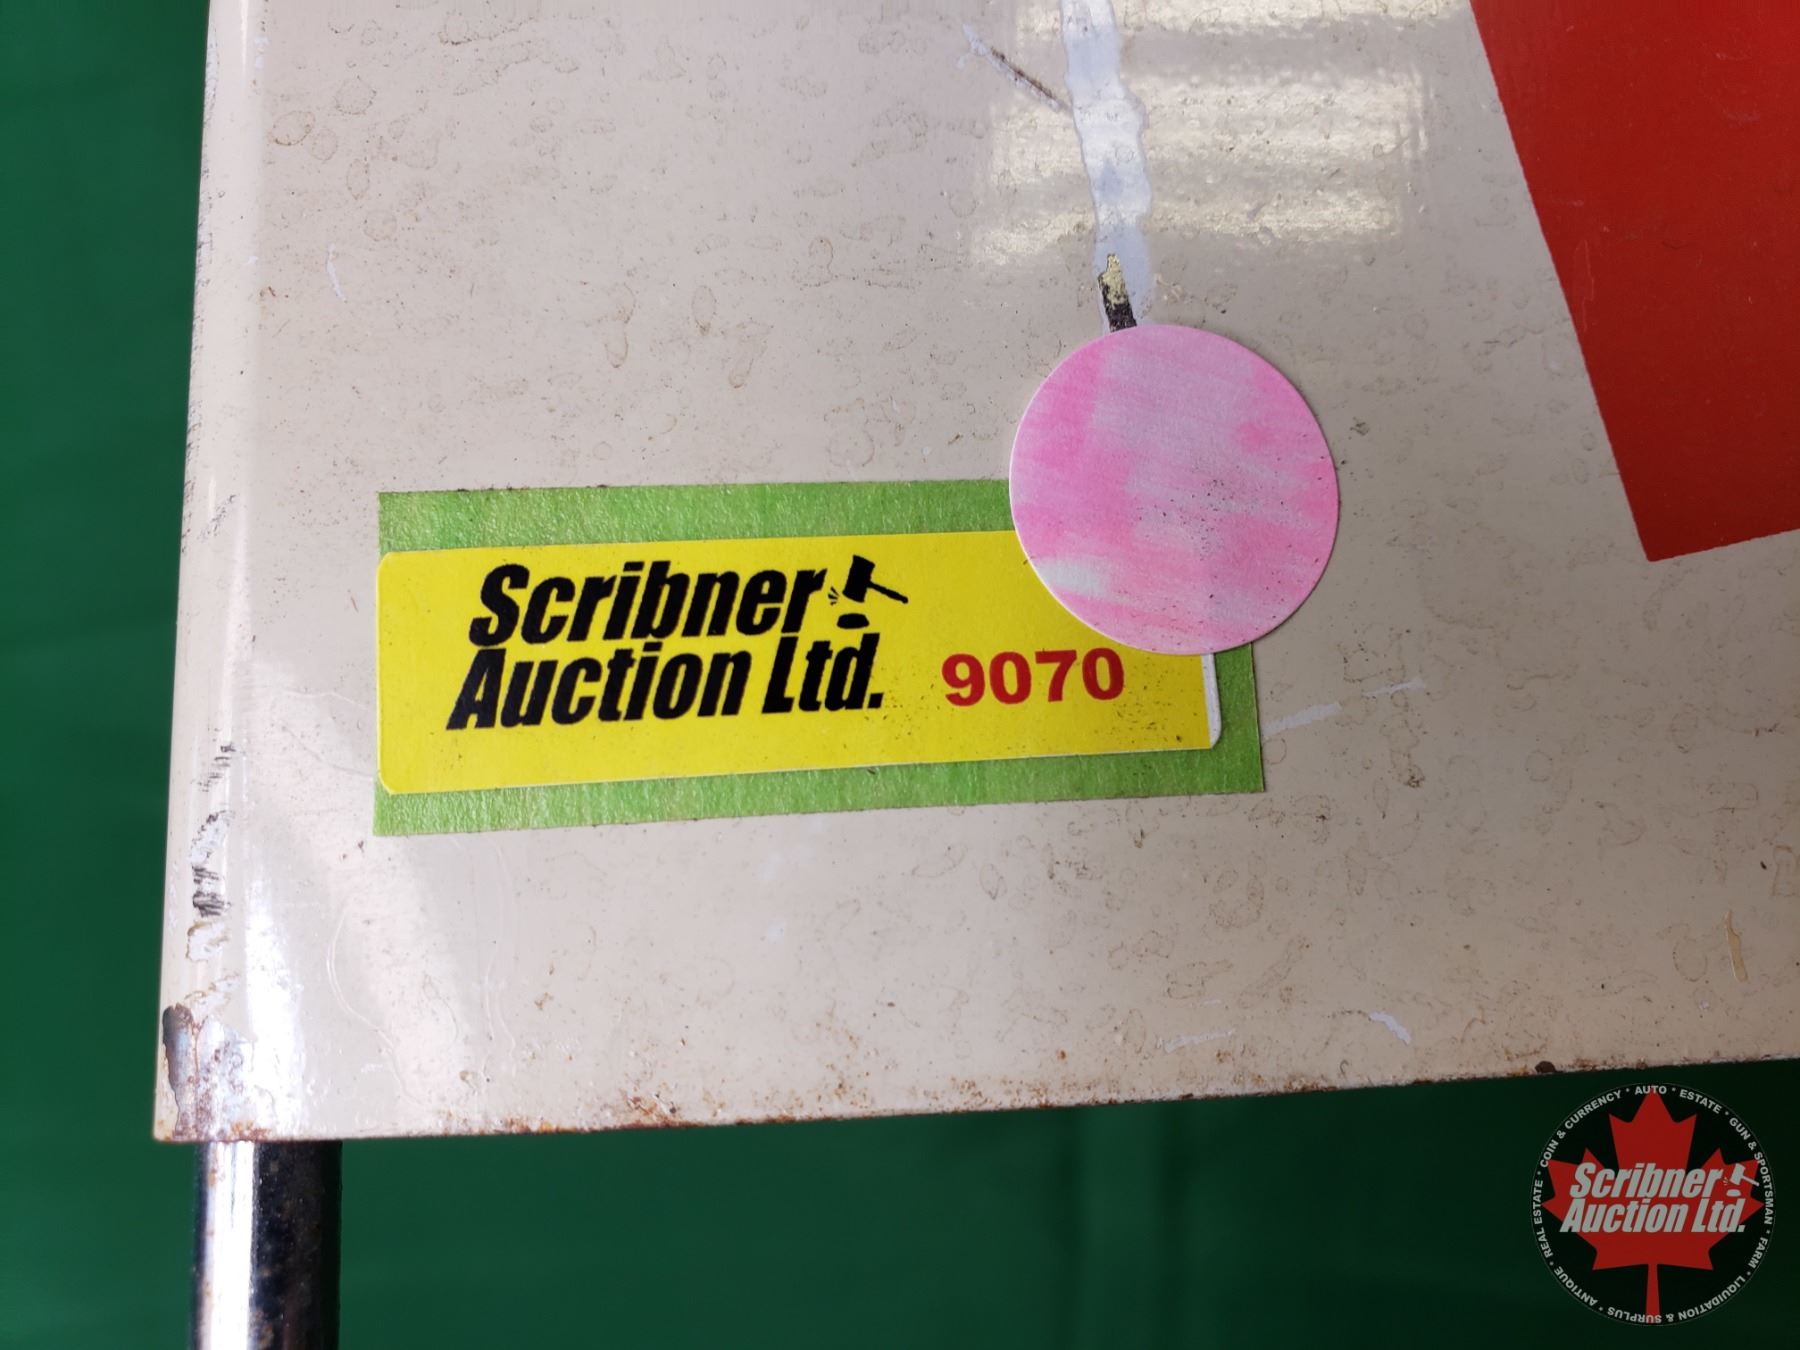 Scribner
Auction Ltd.
9070
COIN & CURRENCY * AUTO * ESTATE * GUN & SPORTSMAN * FARM * LIQUIDATION & SURPLUS * ANTIQUE * REAL ESTATE *
Scribner
Auction Ltd.